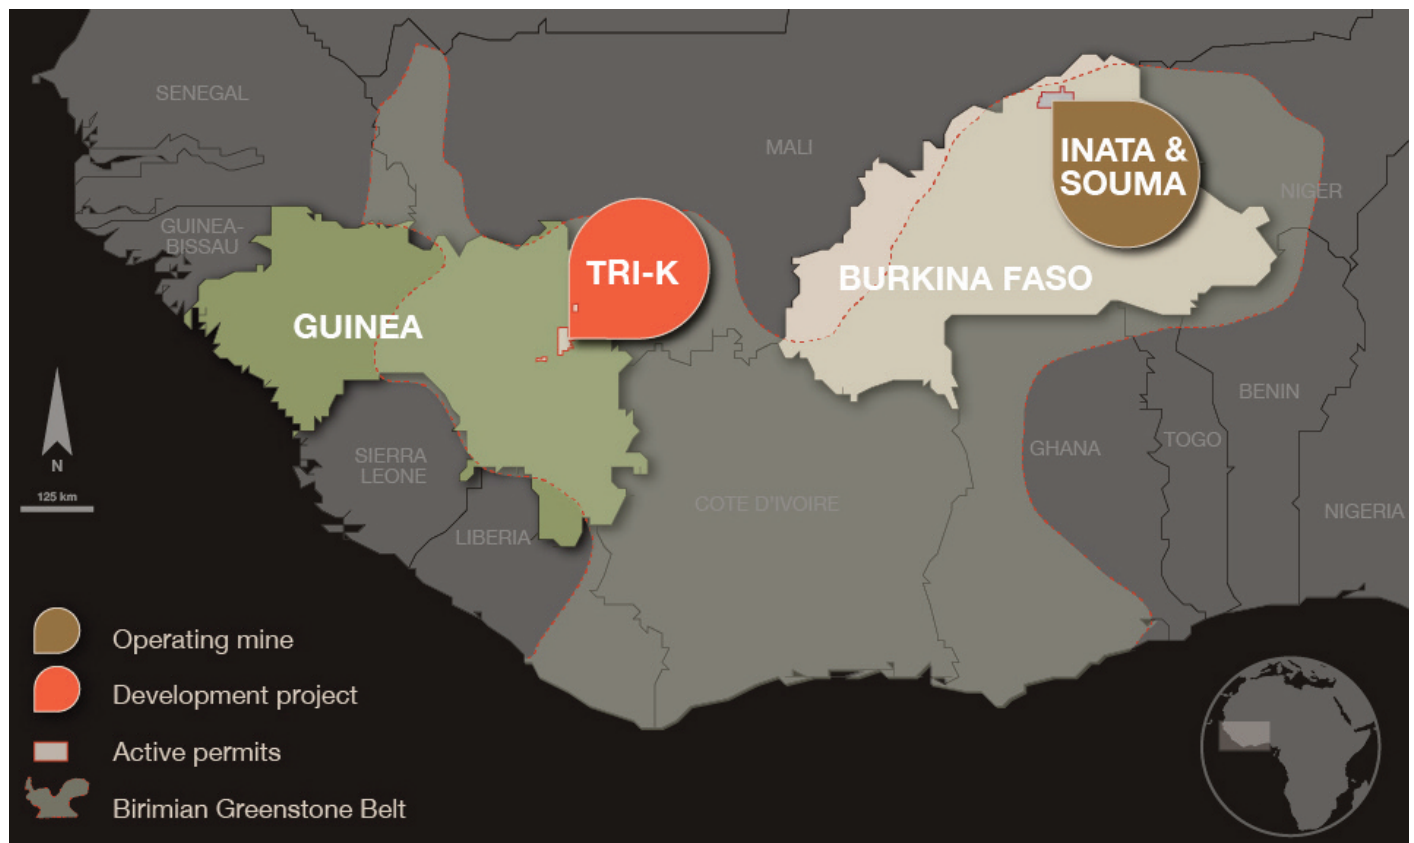 SENEGAL
MALI
INATA &
SOUMA
NIGER
GUINEA-
BISSAU
TRI-K
BURKINA FASO
GUINEA
BENIN
GHANA
TOGO
SIERRA
LEONE
N
125 km
COTE D'IVOIRE
NIGERIA
LIBERIA
Operating mine
Development project
Active permits
Birimian Greenstone Belt